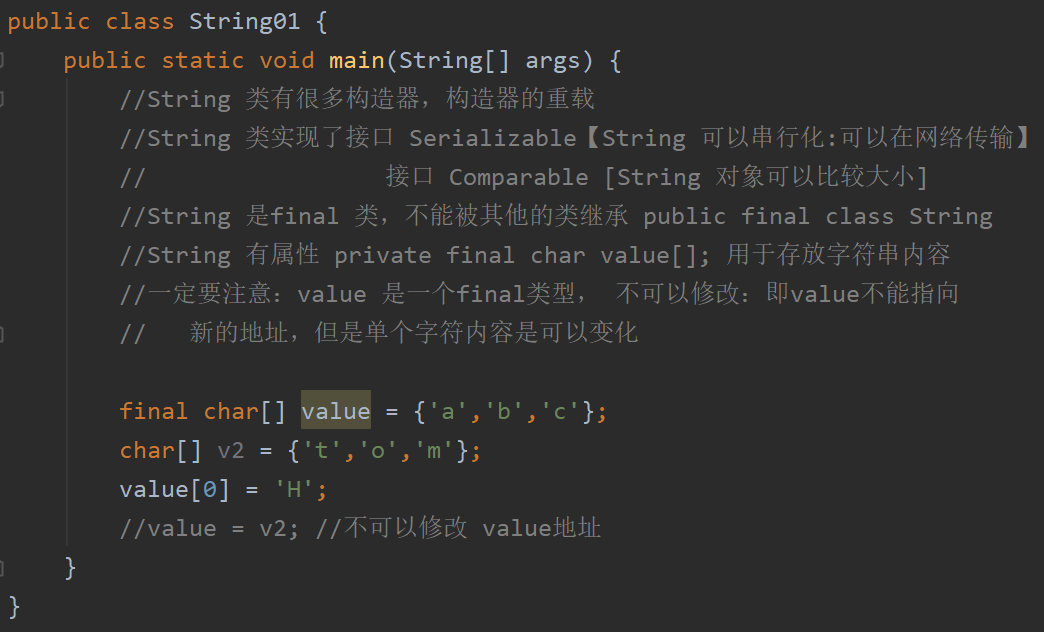 public class String01 {
    public static void main(String[] args) {
        //String 类有很多构造器，构造器的重载
        //String 类实现了接口 Serializable【String 可以串行化:可以在网络传输】
        //                 接口 Comparable [String 对象可以比较大小]
        //String 是final 类，不能被其他的类继承 public final class String
        //String 有属性 private final char value[]; 用于存放字符串内容
        //一定要注意：value 是一个final类型， 不可以修改：即value不能指向
        //   新的地址，但是单个字符内容是可以变化
        final char[] value = {'a','b','c'};
        char[] v2 = {'t','o','m'};
        value[0] = 'H';
        //value = v2; //不可以修改 value地址
    }
}